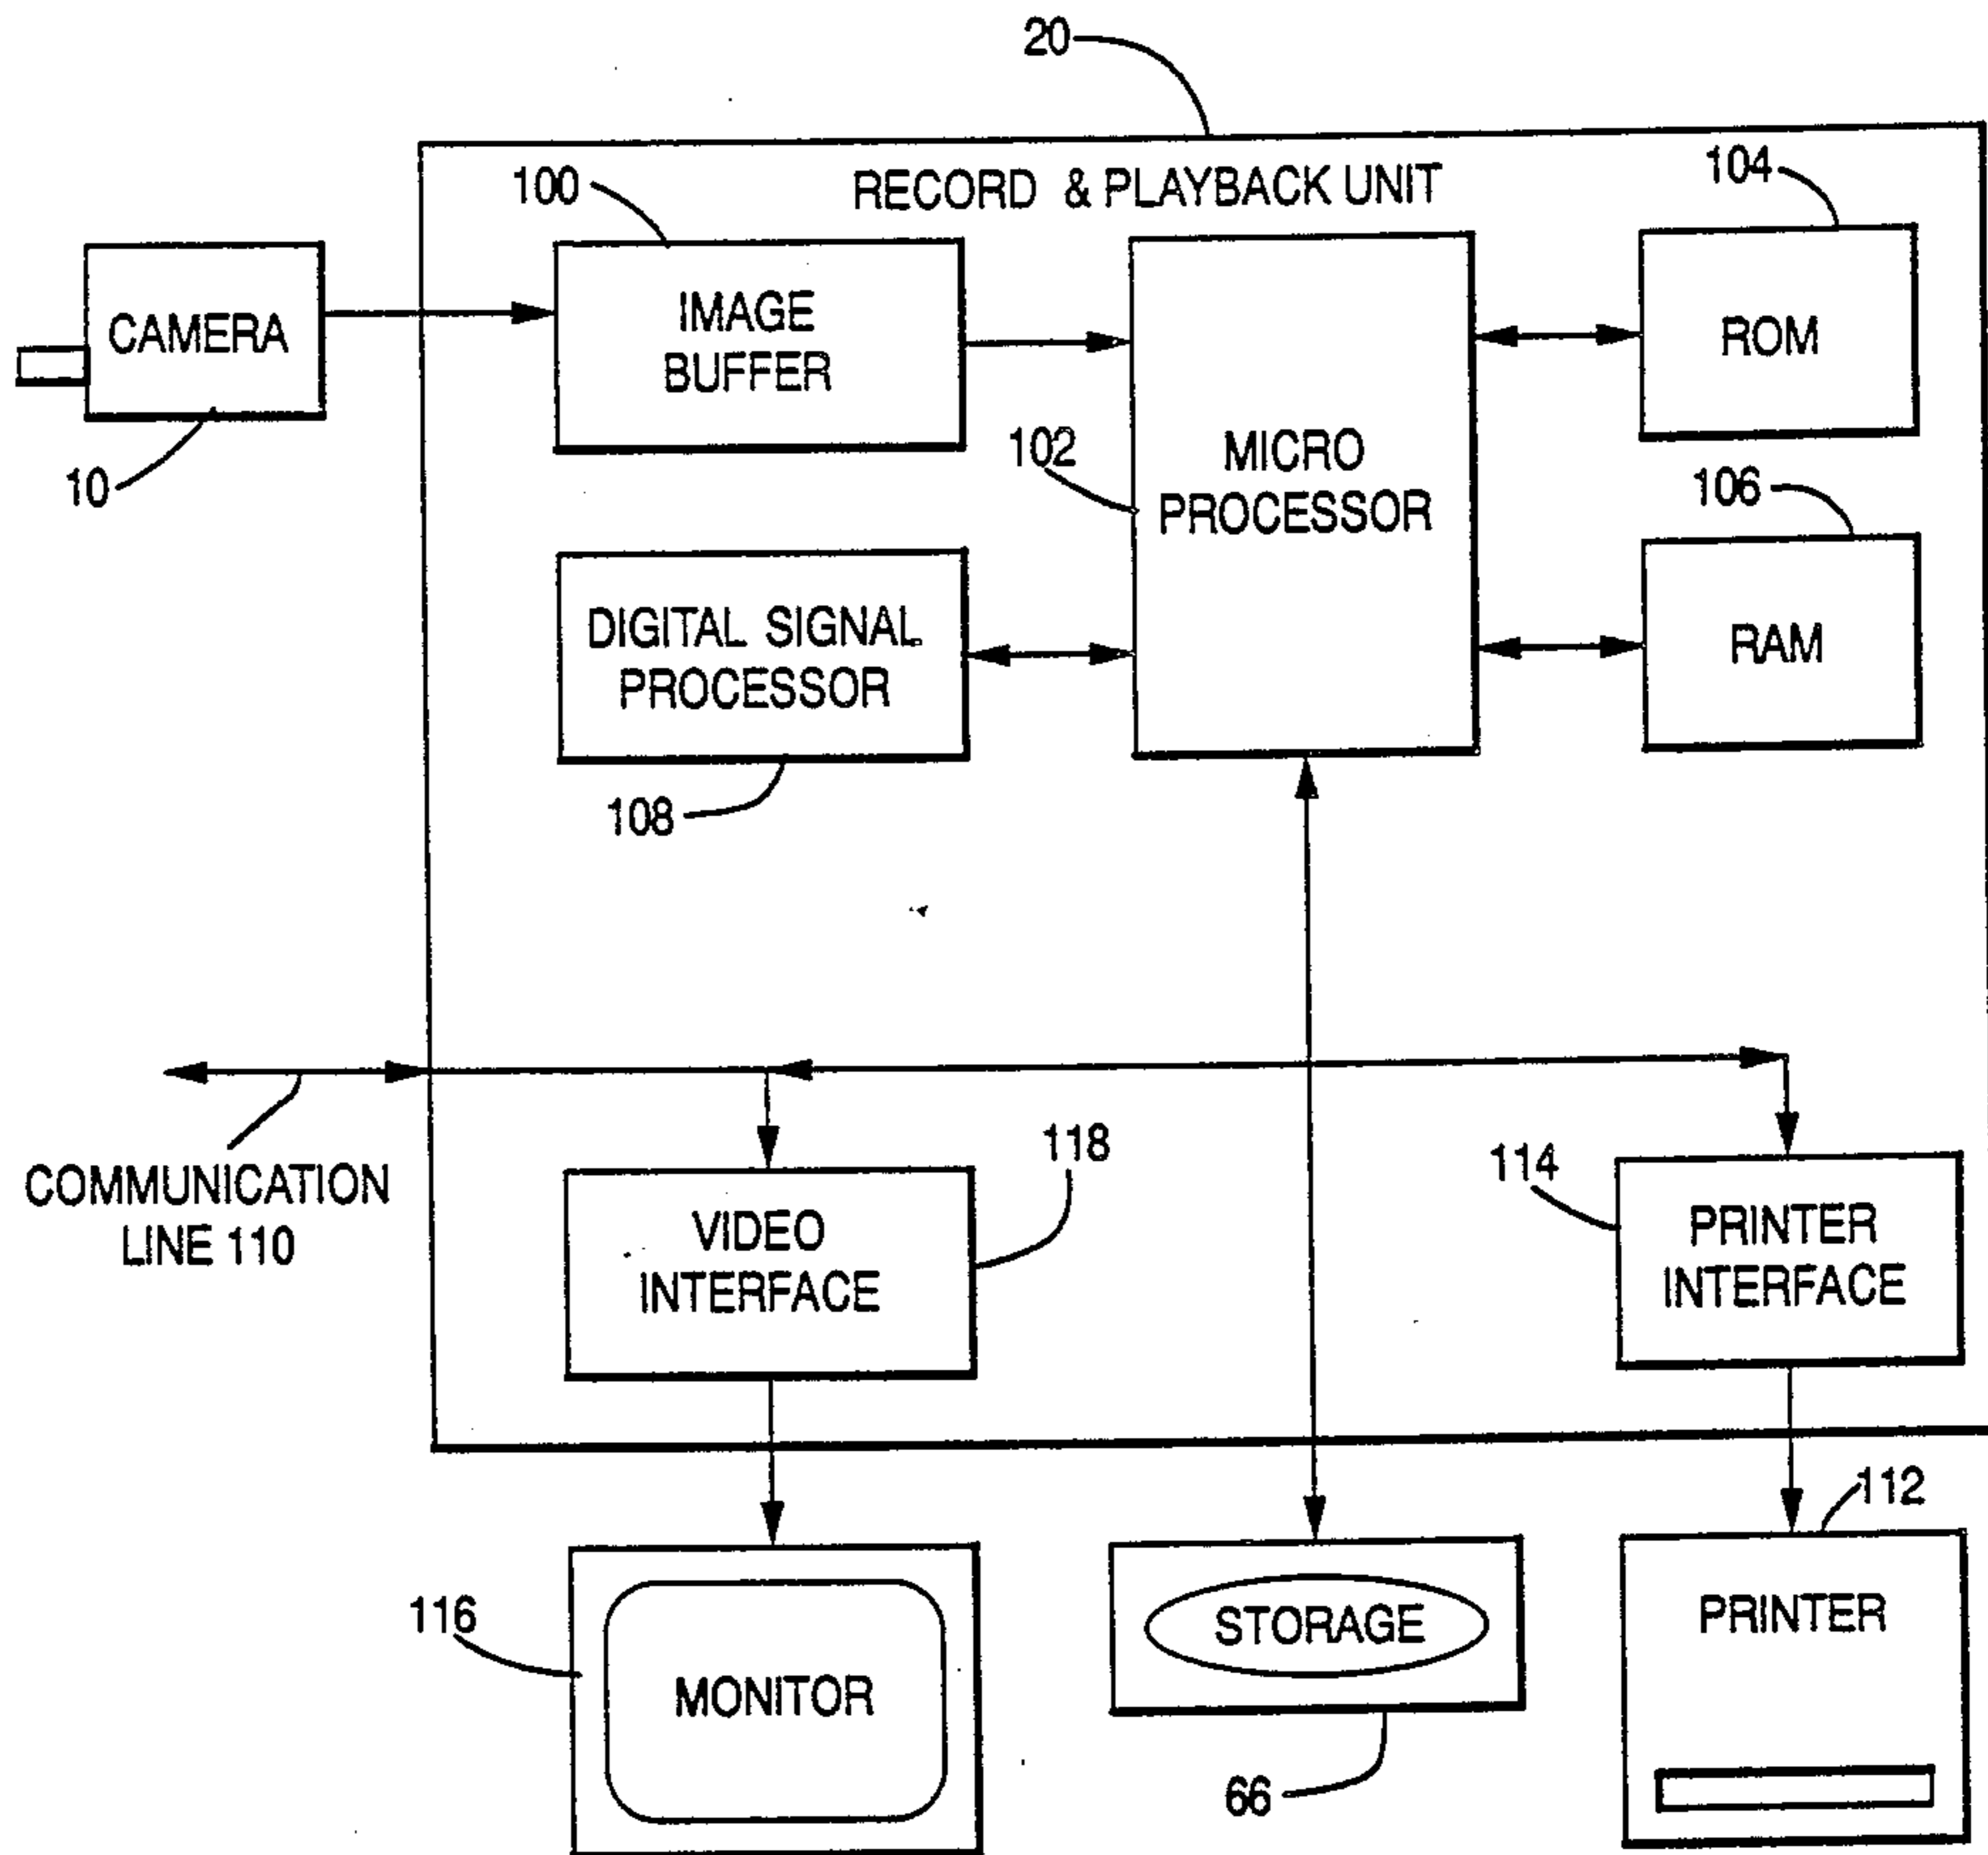 20
RECORD & PLAYBACK UNIT
100
104
CAMERA
IMAGE
BUFFER
ROM
10
102
MICRO
PROCESSOR
106
DIGITAL SIGNAL
PROCESSOR
RAM
108
COMMUNICATION
LINE 110
118
114
VIDEO
INTERFACE
PRINTER
INTERFACE
112
116
MONITOR
STORAGE
PRINTER
66